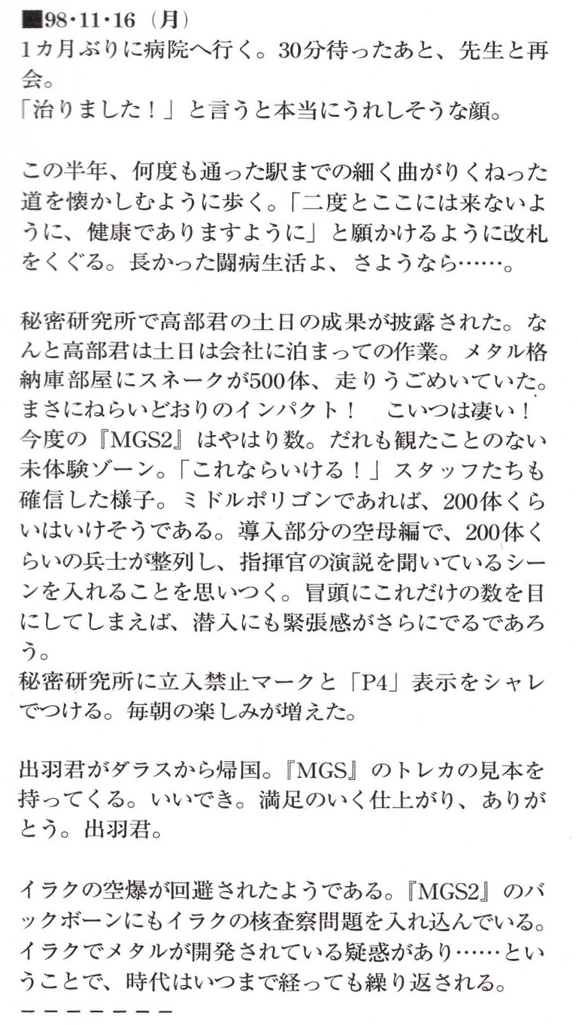 ■98・11・16（月）
1カ月ぶりに病院へ行く。30分待ったあと、先生と再
会。
「治りました！」と言うと本当にうれしそうな顔。
この半年、何度も通った駅までの細く曲がりくねった
道を懐かしむように歩く。「二度とここには来ないよ
うに、健康でありますように」と願かけるように改札
をくぐる。長かった闘病生活よ、さようなら……。
秘密研究所で高部君の土日の成果が披露された。な
んと高部君は土日は会社に泊まっての作業。メタル格
納庫部屋にスネークが500体、走りうごめいていた。
まさにねらいどおりのインパクト！　こいつは凄い！
今度の『MGS2』はやはり数。だれも観たことのない
未体験ゾーン。「これならいける！」スタッフたちも
確信した様子。ミドルポリゴンであれば、200体くら
いはいけそうである。導入部分の空母編で、200体く
らいの兵士が整列し、指揮官の演説を聞いているシー
ンを入れることを思いつく。冒頭にこれだけの数を目
にしてしまえば、潜入にも緊張感がさらにでるであろ
う。
秘密研究所に立入禁止マークと「P4」表示をシャレ
でつける。毎朝の楽しみが増えた。
出羽君がダラスから帰国。『MGS』のトレカの見本を
持ってくる。いいでき。満足のいく仕上がり、ありが
とう。出羽君。
イラクの空爆が回避されたようである。『MGS2』のバ
ックボーンにもイラクの核査察問題を入れ込んでいる。
イラクでメタルが開発されている疑惑があり……とい
うことで、時代はいつまで経っても繰り返される。
－－－－－－－